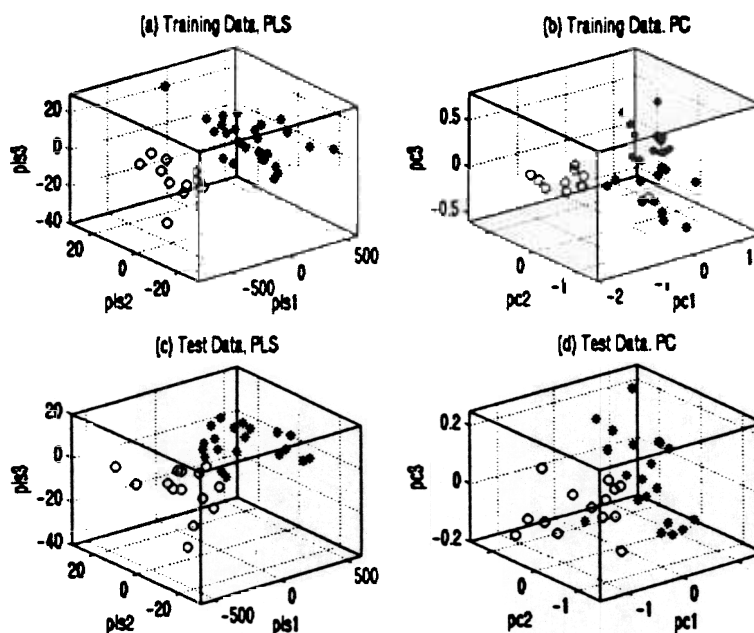 (a) Training Data, PLS
20
0
-20
-40
pls3
20
0
-20
pls2
-500
0
500
pls1
(b) Training Data. PC
0.5
0
-0.5
pc3
0
-1
pc2
-2
-1
0
1
pc1
(c) Test Data, PLS
20
0
-20
-40
pls3
20
0
-20
pls2
-500
0
500
pls1
(d) Test Data. PC
0.2
0
-0.2
pc3
0
-1
pc2
-1
0
1
pc1